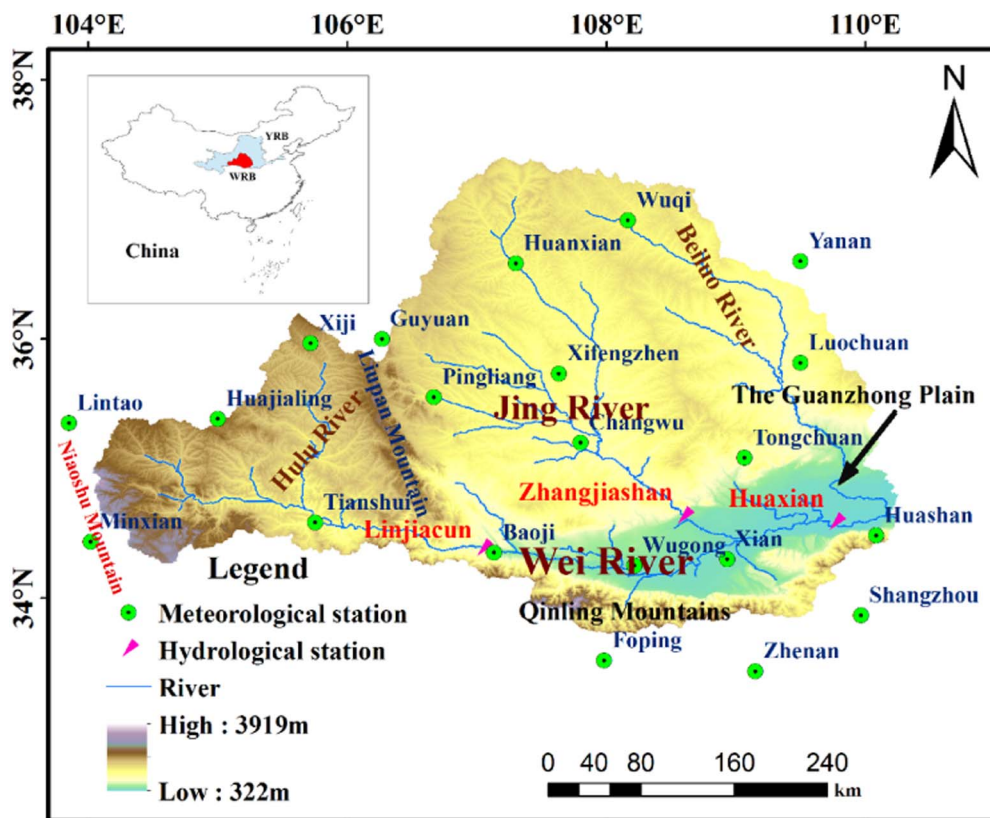 104°E 106°E 108°E 110°E
38°N
36°N
34°N
N
YRB
WRB
China
Wuqi
Yanan
Huanxian
Beiluo River
Xiji
Guyuan
Luochuan
Xifengzhen
Pingliang
Liupan Mountain
The Guanzhong Plain
Lintao
Huajialing
Jing River
Changwu
Tongchuan
Hulu River
Niaoshu Mountain
Zhangjiashan
Huaxian
Minxian
Tianshui
Linjiacun
Baoji
Huashan
Wugong
Xian
Wei River
Qinling Mountains
Shangzhou
Foping
Zhenan
Legend
Meteorological station
Hydrological station
River
High : 3919m
Low : 322m
0 40 80 160 240
km